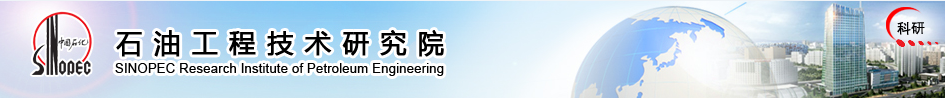 中国石化
SINOPEC
石油工程技术研究院
SINOPEC Research Institute of Petroleum Engineering
科研